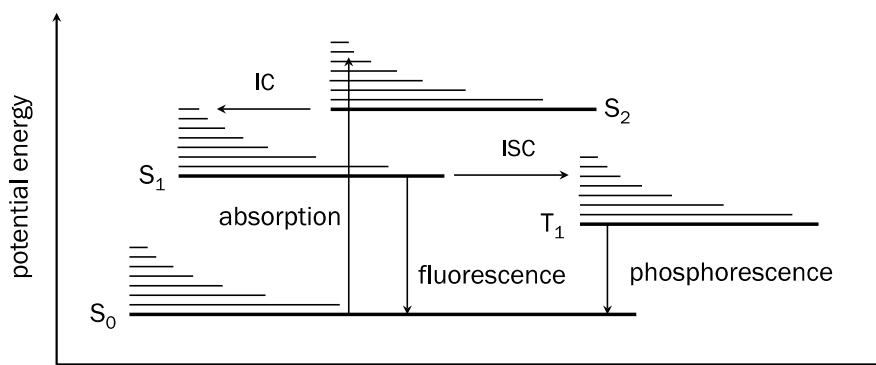 potential energy
IC
S₂
S₁
ISC
absorption
T₁
fluorescence
phosphorescence
S₀